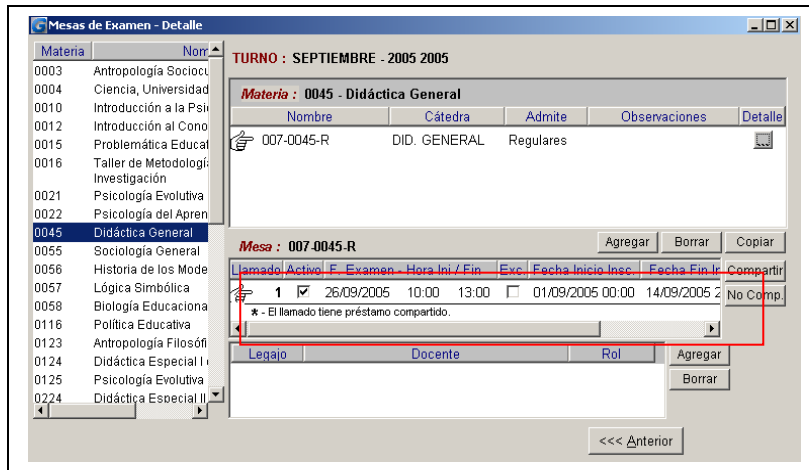 Mesas de Examen - Detalle
Materia Nom
0003 Antropología Sociocu
0004 Ciencia, Universidad
0010 Introducción a la Psi
0012 Introducción al Cono
0015 Problemática Educat
0016 Taller de Metodologí
Investigación
0021 Psicología Evolutiva
0022 Psicología del Apren
0045 Didáctica General
0055 Sociología General
0056 Historia de los Mode
0057 Lógica Simbólica
0058 Biología Educaciona
0116 Política Educativa
0123 Antropología Filosófi
0124 Didáctica Especial I
0125 Psicología Evolutiva
0224 Didáctica Especial II
TURNO : SEPTIEMBRE - 2005 2005
Materia : 0045 - Didáctica General
Nombre Cátedra Admite Observaciones Detalle
007-0045-R DID. GENERAL Regulares ...
Mesa : 007-0045-R
Agregar Borrar Copiar
Llamado Activo F. Examen - Hora Ini / Fin Exc. Fecha Inicio Insc. Fecha Fin In
1 26/09/2005 10:00 13:00 01/09/2005 00:00 14/09/2005 2
* - El llamado tiene préstamo compartido.
Compartir
No Comp.
Legajo Docente Rol
Agregar
Borrar
<<< Anterior